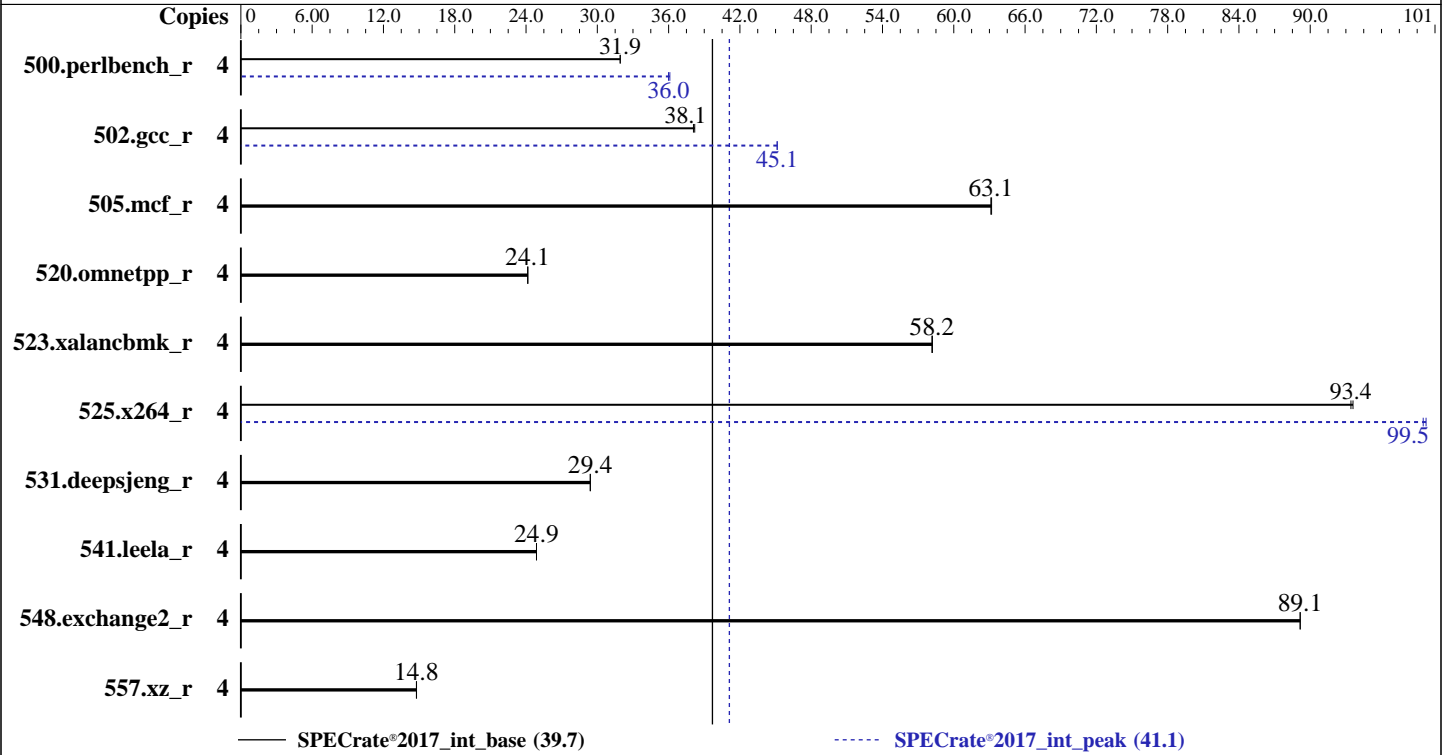 Copies 0 6.00 12.0 18.0 24.0 30.0 36.0 42.0 48.0 54.0 60.0 66.0 72.0 78.0 84.0 90.0 101
31.9
500.perlbench_r 4
36.0
38.1
502.gcc_r 4
45.1
63.1
505.mcf_r 4
24.1
520.omnetpp_r 4
58.2
523.xalancbmk_r 4
93.4
525.x264_r 4
99.5
29.4
531.deepsjeng_r 4
24.9
541.leela_r 4
89.1
548.exchange2_r 4
14.8
557.xz_r 4
SPECrate®2017_int_base (39.7) SPECrate®2017_int_peak (41.1)